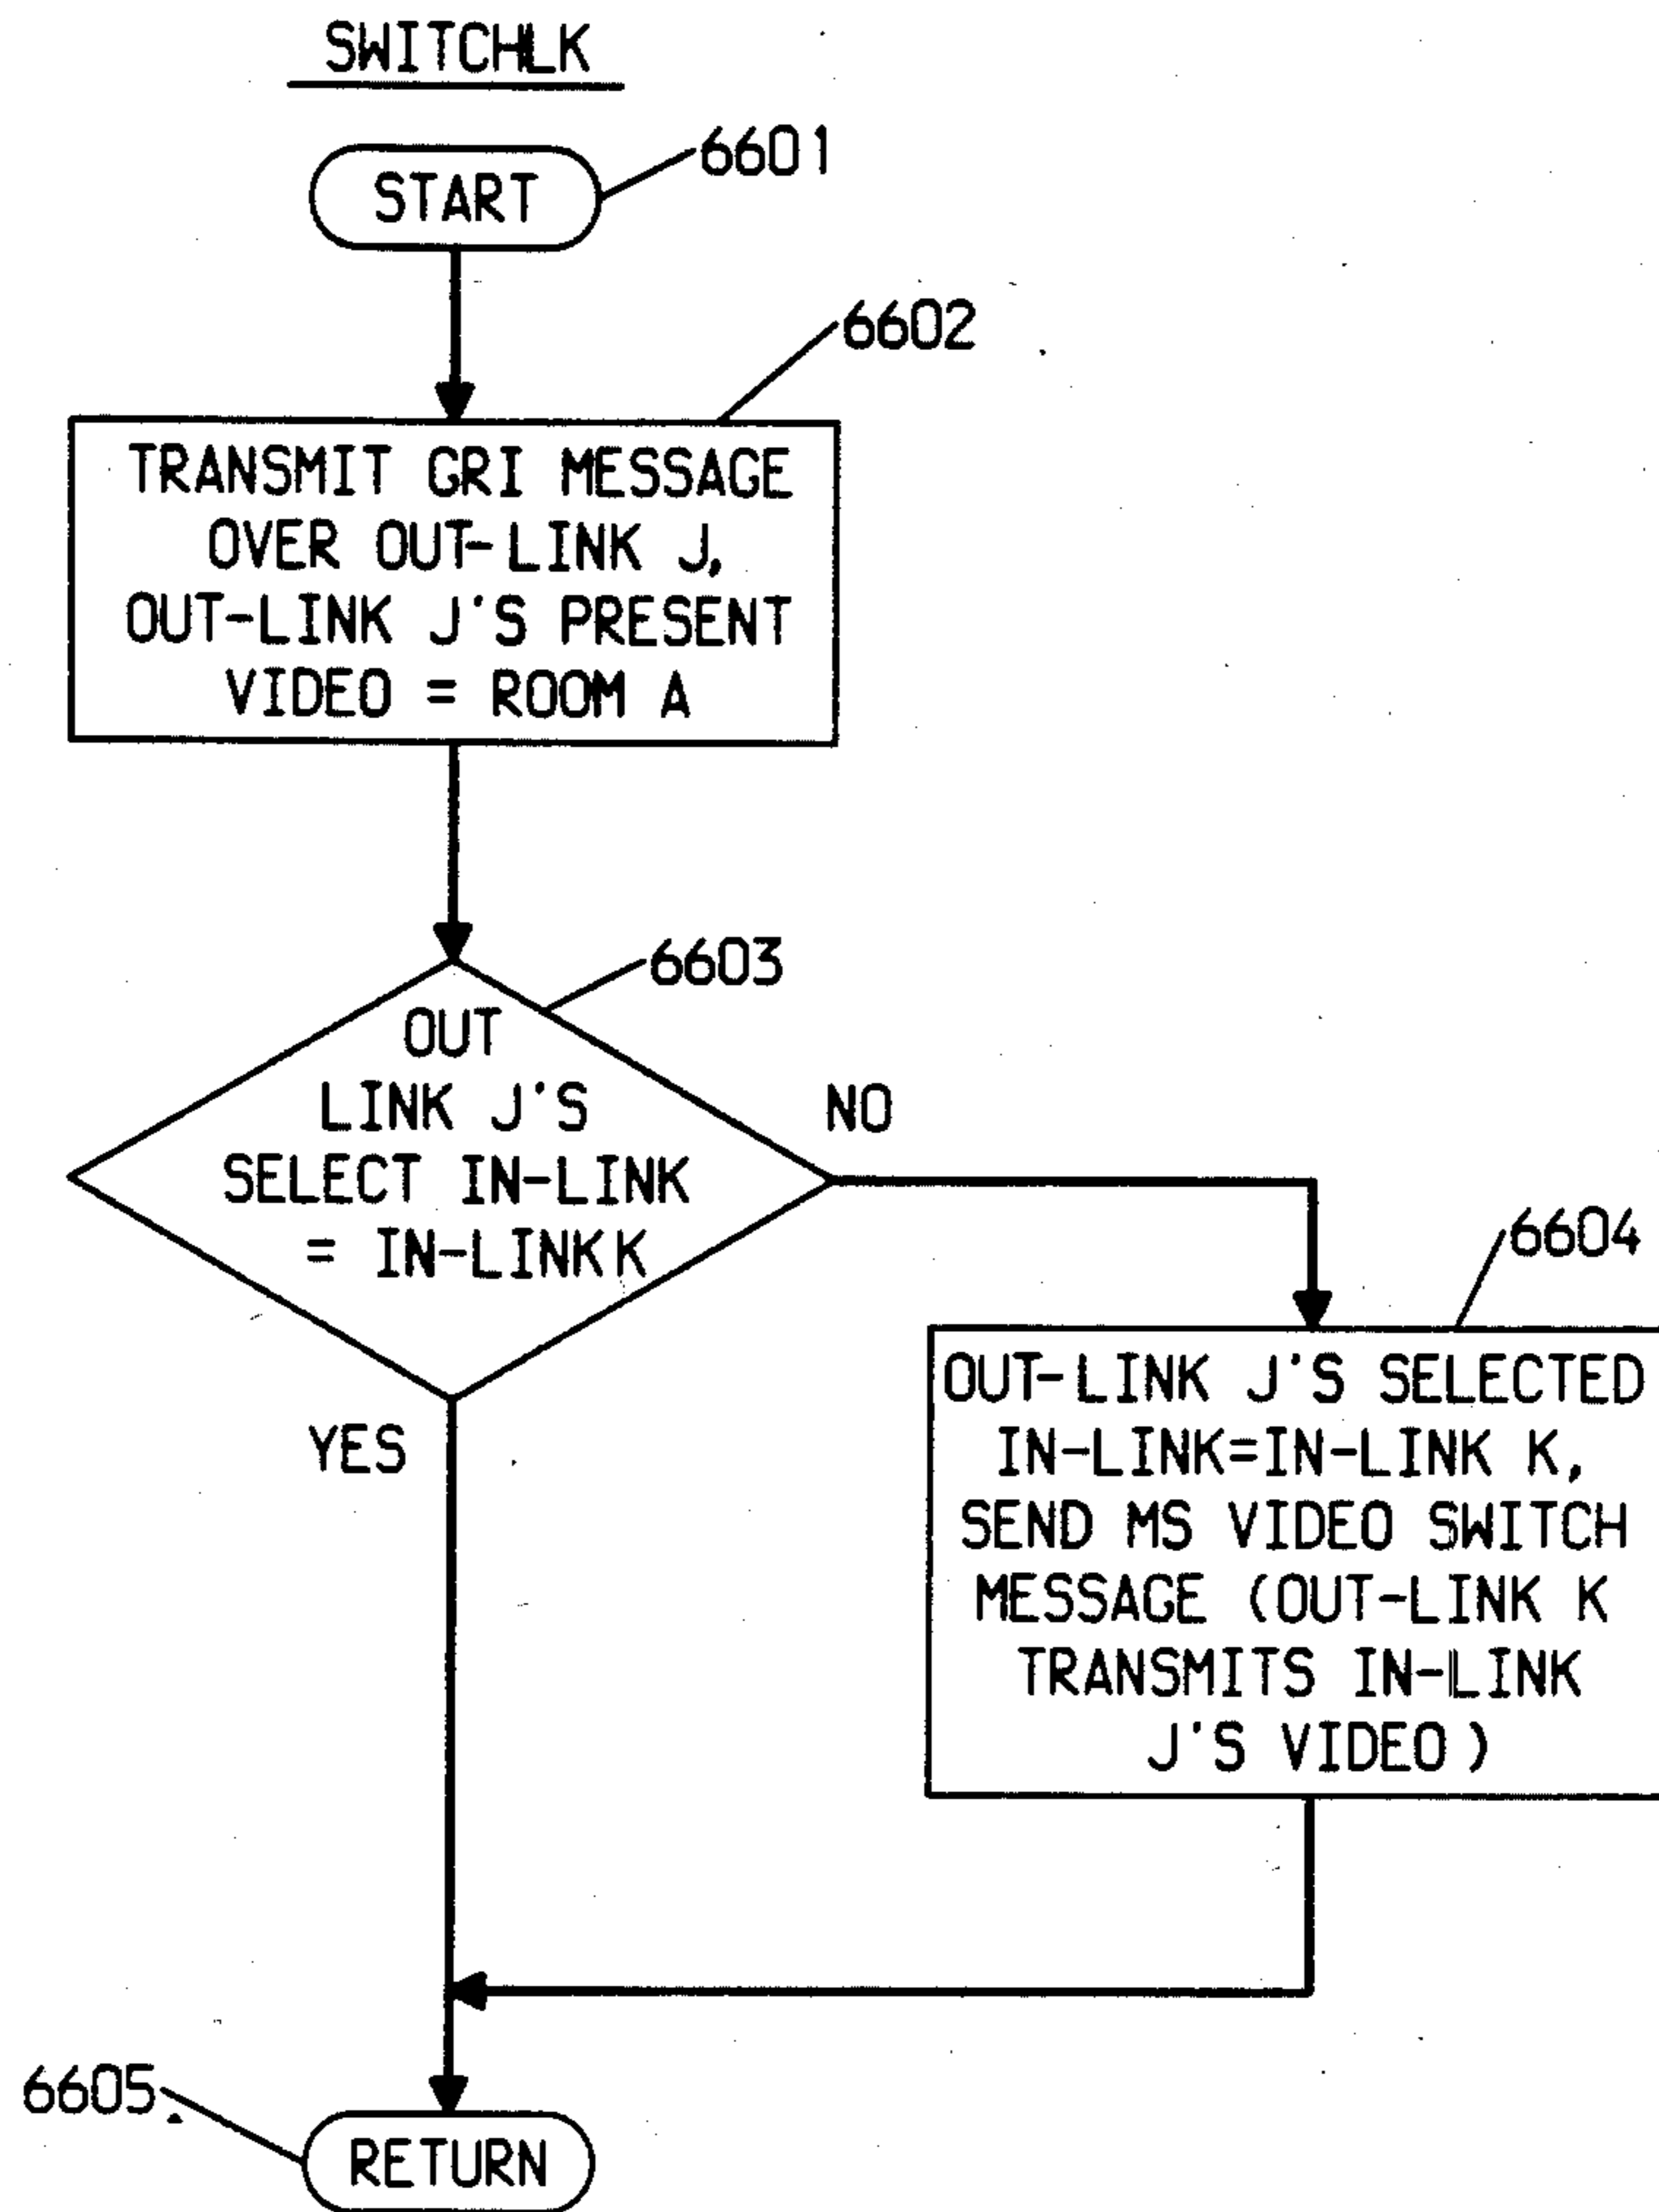 SWITCHLK
START
6601
6602
TRANSMIT GRI MESSAGE
OVER OUT-LINK J,
OUT-LINK J'S PRESENT
VIDEO = ROOM A
6603
OUT
LINK J'S
SELECT IN-LINK
= IN-LINK K
NO
YES
6604
OUT-LINK J'S SELECTED
IN-LINK=IN-LINK K,
SEND MS VIDEO SWITCH
MESSAGE (OUT-LINK K
TRANSMITS IN-LINK
J'S VIDEO)
6605
RETURN